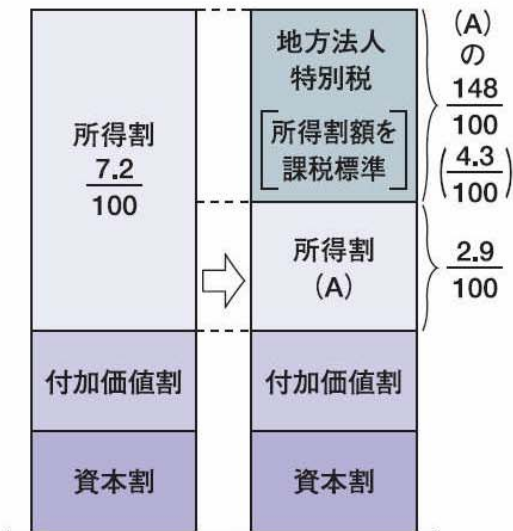 所得割
7.2
100
付加価値割
資本割
地方法人
特別税
所得割額を
課税標準
所得割
(A)
付加価値割
資本割
(A)
の
148
100
(4.3
100)
2.9
100